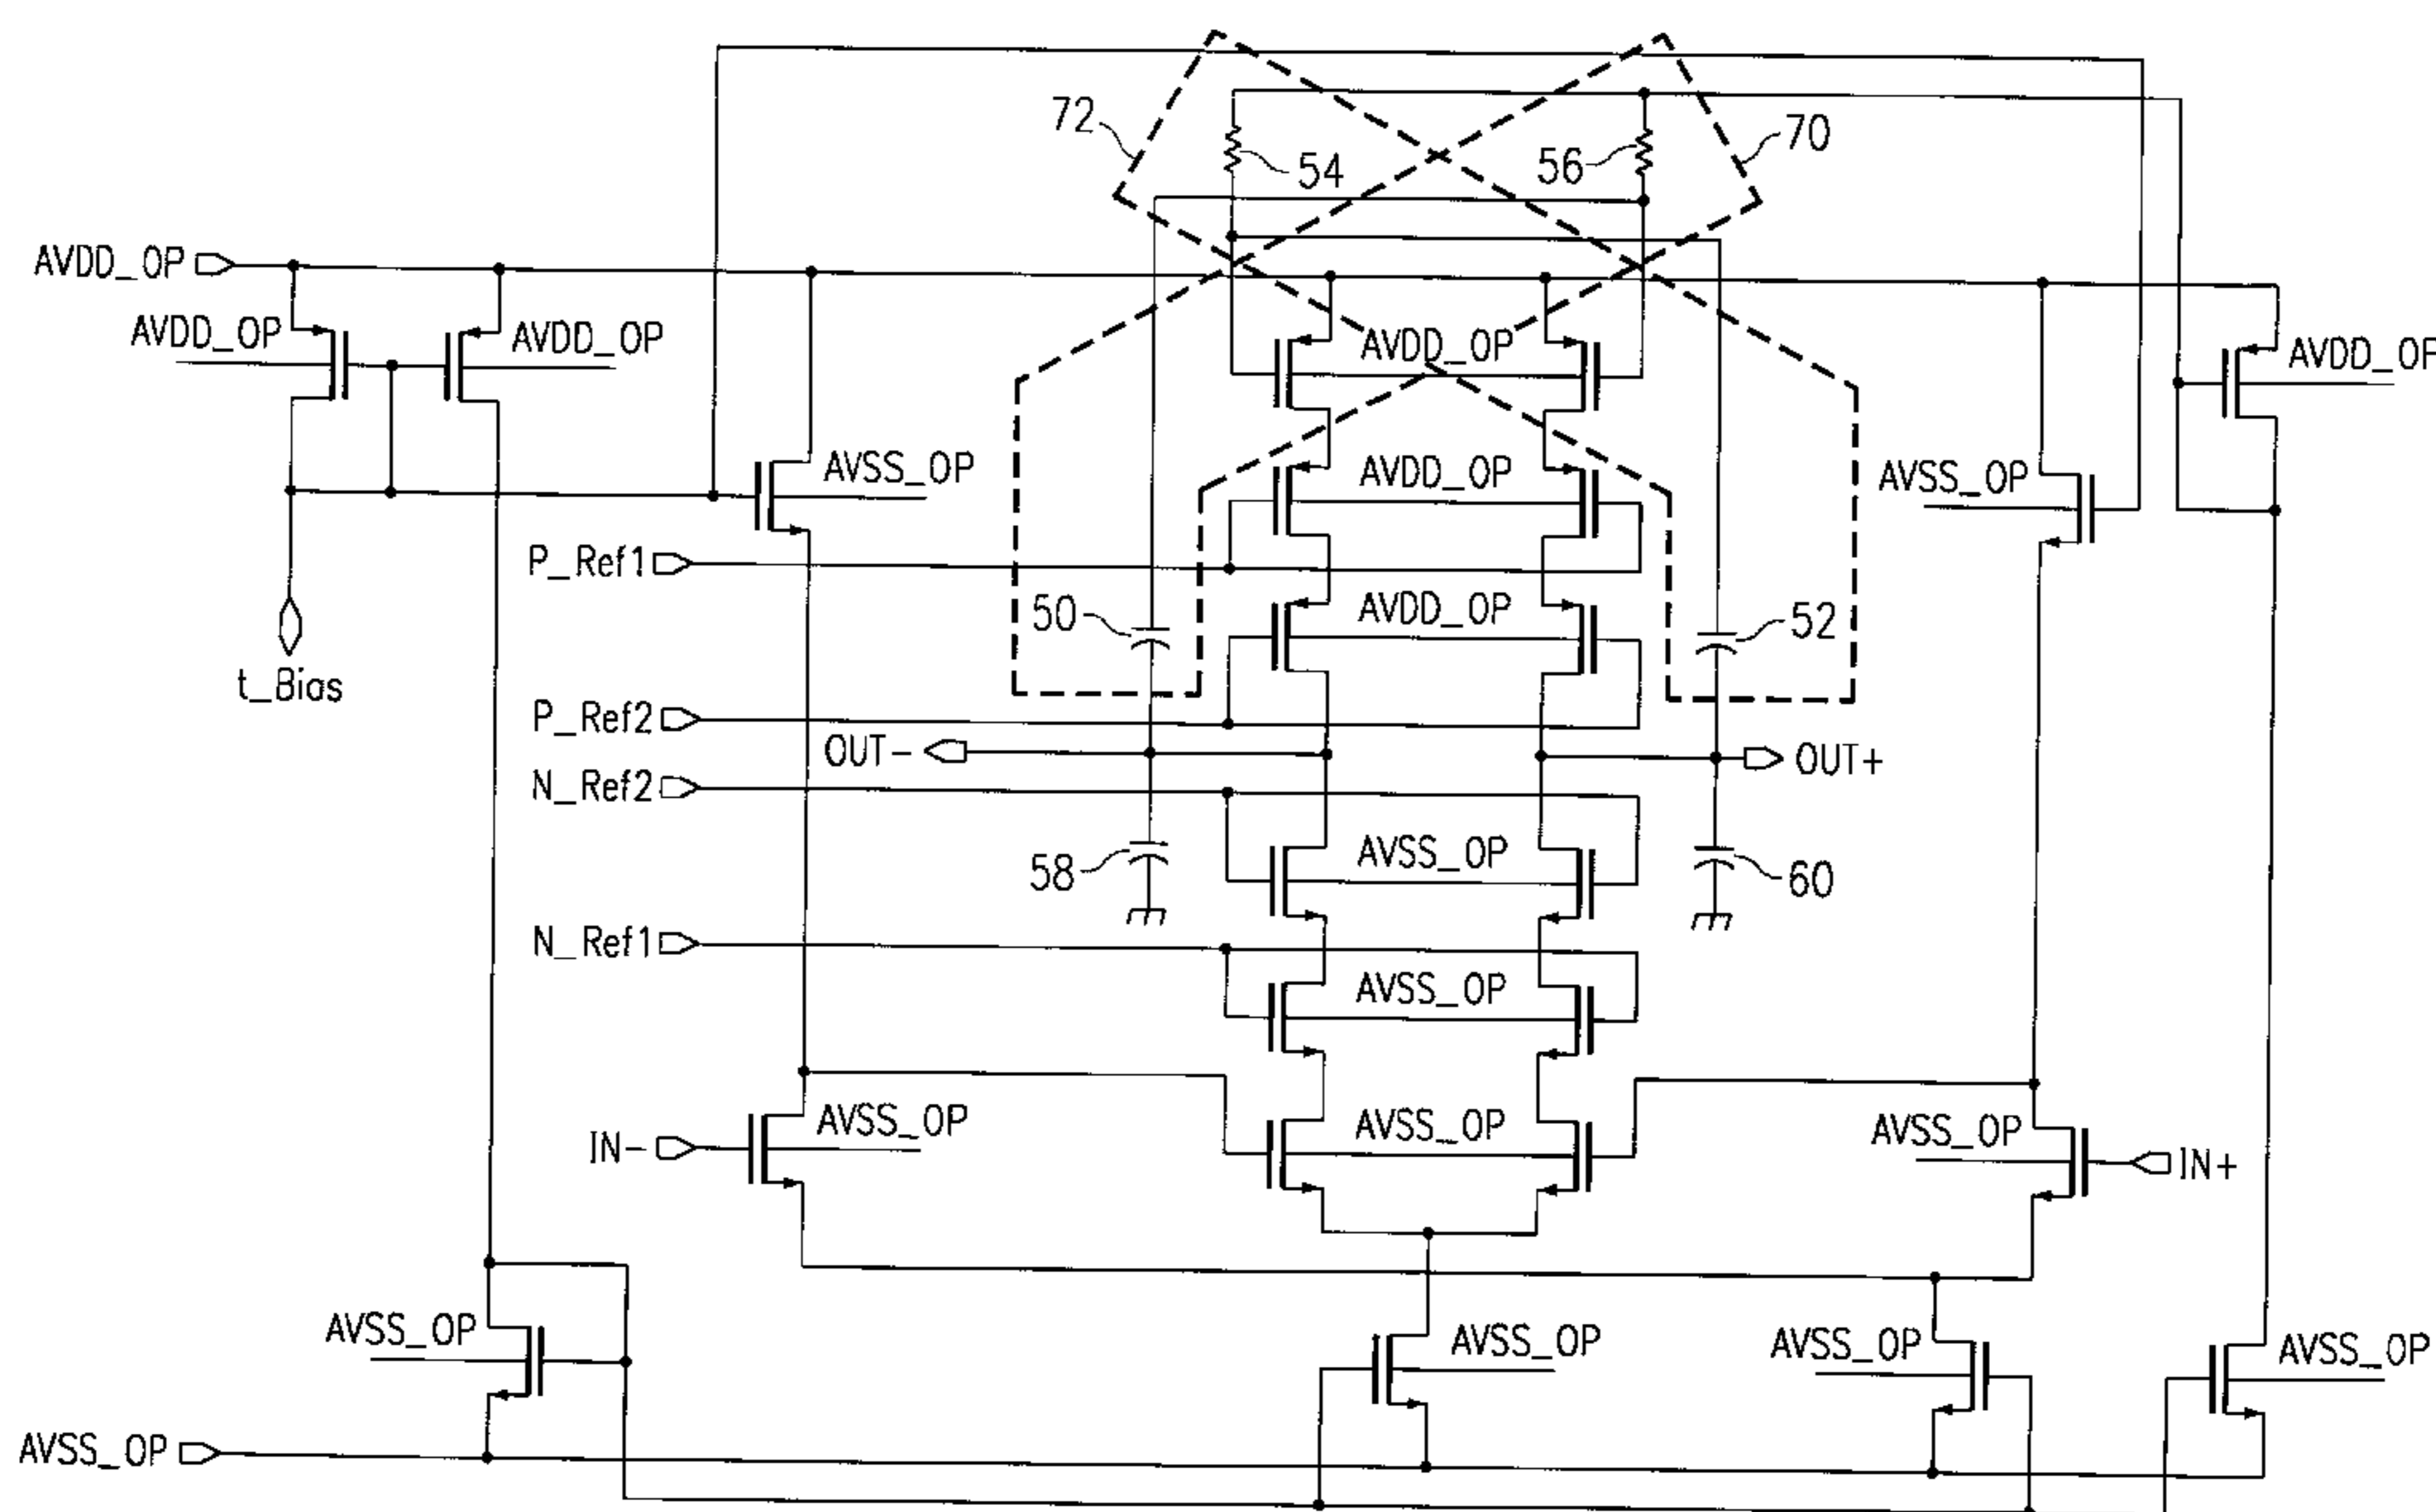 72
54
56
70
AVDD_OP
AVDD_OP
AVDD_OP
AVDD_OP
AVDD_OP
AVSS_OP
AVDD_OP
AVSS_OP
P_Ref1
50
AVDD_OP
52
t_Bias
P_Ref2
OUT-
OUT+
N_Ref2
58
AVSS_OP
60
N_Ref1
AVSS_OP
IN-
AVSS_OP
AVSS_OP
AVSS_OP
IN+
AVSS_OP
AVSS_OP
AVSS_OP
AVSS_OP
AVSS_OP